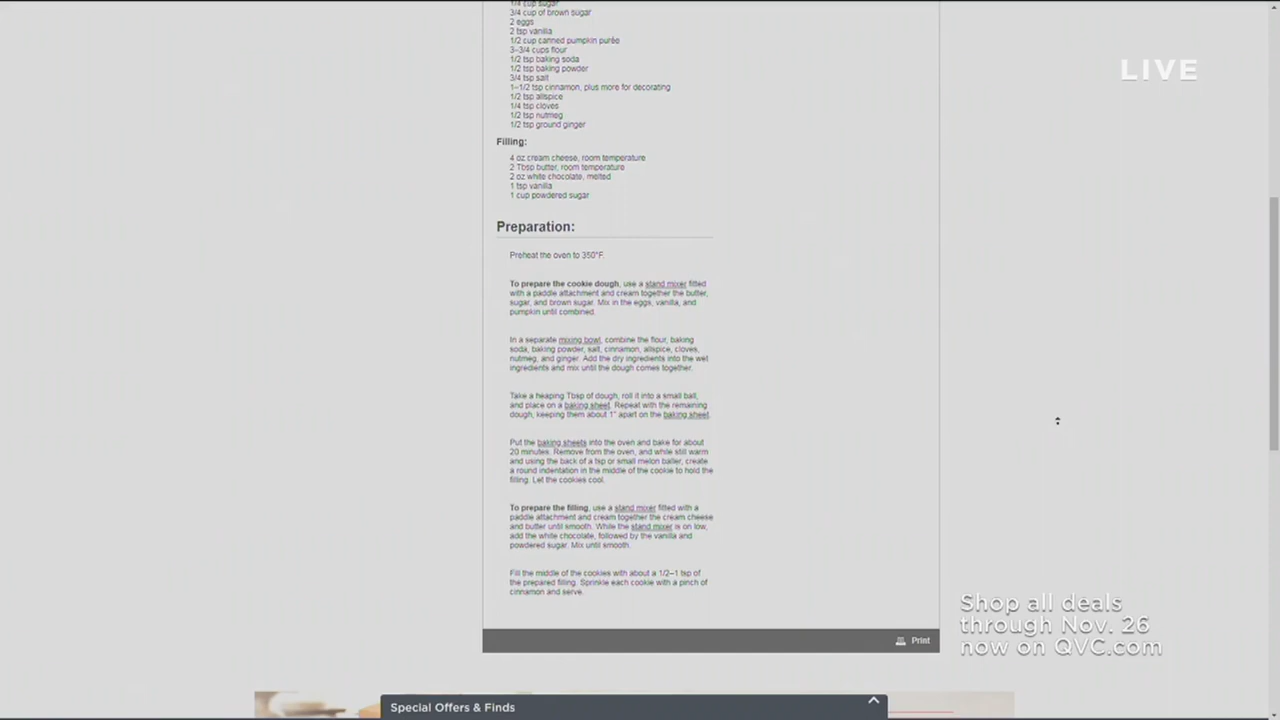 1/4 cup sugar
3/4 cup of brown sugar
2 eggs
2 tsp vanilla
1/2 cup canned pumpkin purée
3–3/4 cups flour
1/2 tsp baking soda
1/2 tsp baking powder
3/4 tsp salt
1–1/2 tsp cinnamon, plus more for decorating
1/2 tsp allspice
1/4 tsp cloves
1/2 tsp nutmeg
1/2 tsp ground ginger
Filling:
4 oz cream cheese, room temperature
2 Tbsp butter, room temperature
2 oz white chocolate, melted
1 tsp vanilla
1 cup powdered sugar
Preparation:
Preheat the oven to 350°F.
To prepare the cookie dough, use a stand mixer fitted
with a paddle attachment and cream together the butter,
sugar, and brown sugar. Mix in the eggs, vanilla, and
pumpkin until combined.
In a separate mixing bowl, combine the flour, baking
soda, baking powder, salt, cinnamon, allspice, cloves,
nutmeg, and ginger. Add the dry ingredients into the wet
ingredients and mix until the dough comes together.
Take a heaping Tbsp of dough, roll it into a small ball,
and place on a baking sheet. Repeat with the remaining
dough, keeping them about 1" apart on the baking sheet.
Put the baking sheets into the oven and bake for about
20 minutes. Remove from the oven, and while still warm
and using the back of a tsp or small melon baller, create
a round indentation in the middle of the cookie to hold the
filling. Let the cookies cool.
To prepare the filling, use a stand mixer fitted with a
paddle attachment and cream together the cream cheese
and butter until smooth. While the stand mixer is on low,
add the white chocolate, followed by the vanilla and
powdered sugar. Mix until smooth.
Fill the middle of the cookies with about a 1/2–1 tsp of
the prepared filling. Sprinkle each cookie with a pinch of
cinnamon and serve.
Print
Special Offers & Finds
LIVE
Shop all deals
through Nov. 26
now on QVC.com